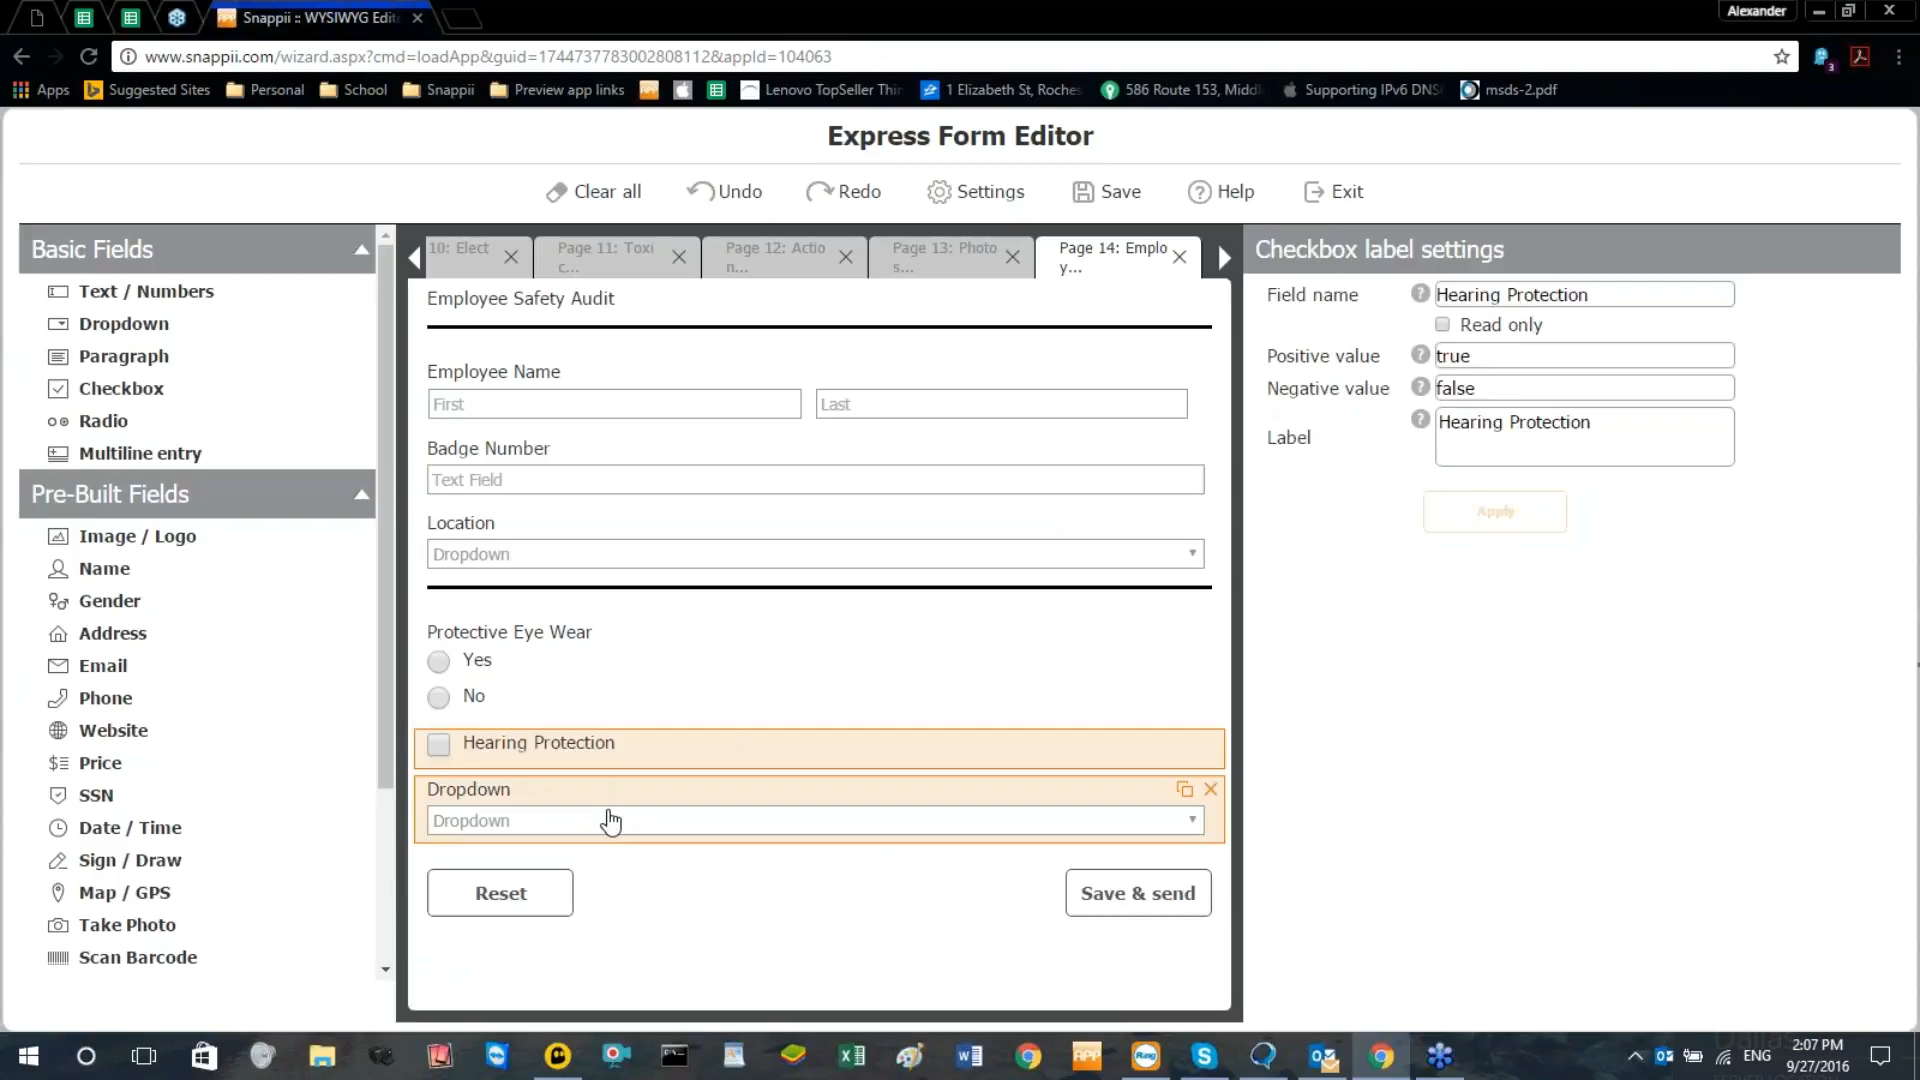 Snappii :: WYSIWYG Edit
Alexander
www.snappii.com/wizard.aspx?cmd=loadApp&guid=1744737783002808112&appId=104063
3
Apps Suggested Sites Personal School Snappii Preview app links Lenovo TopSeller Thin 1 Elizabeth St, Roches 586 Route 153, Middl Supporting IPv6 DNS msds-2.pdf
Express Form Editor
Clear all Undo Redo Settings Save Help Exit
Basic Fields
Text / Numbers
Dropdown
Paragraph
Checkbox
Radio
Multiline entry
Pre-Built Fields
Image / Logo
Name
Gender
Address
Email
Phone
Website
Price
SSN
Date / Time
Sign / Draw
Map / GPS
Take Photo
Scan Barcode
10: Elect
Page 11: Toxi
c...
Page 12: Actio
n...
Page 13: Photo
s...
Page 14: Emplo
y...
Employee Safety Audit
Employee Name
First Last
Badge Number
Text Field
Location
Dropdown
Protective Eye Wear
Yes
No
Hearing Protection
Dropdown
Dropdown
Reset Save & send
Checkbox label settings
Field name ? Hearing Protection
Read only
Positive value ? true
Negative value ? false
Label ? Hearing Protection
Apply
APP
Ring
ENG
2:07 PM
9/27/2016